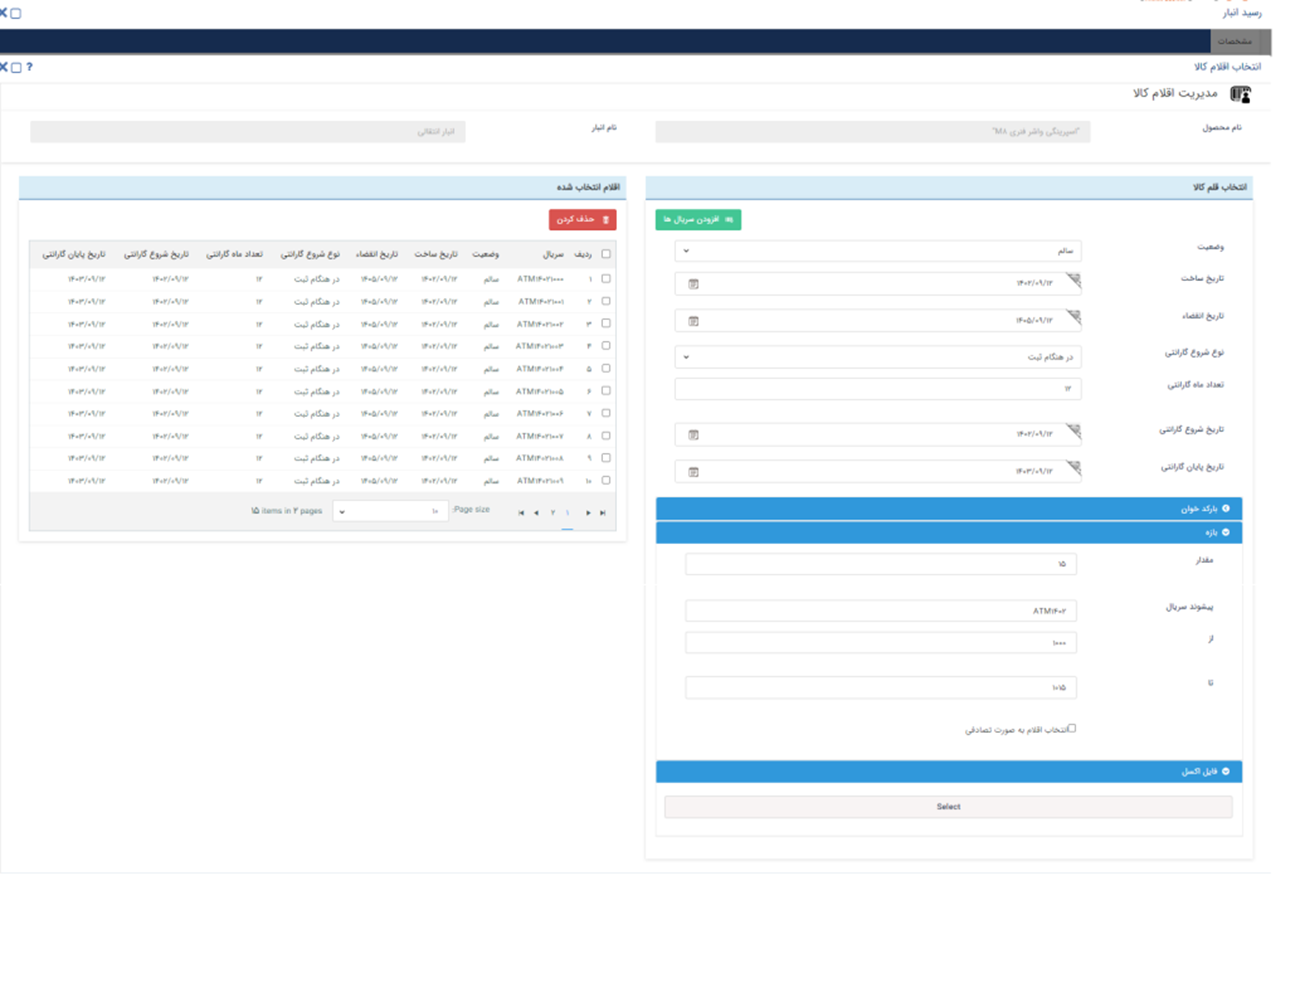 رسید انبار
مشخصات
انتخاب اقلام کالا
?
مدیریت اقلام کالا
نام محصول
"اسپرینگی واشر فنری M۸"
نام انبار
انبار انتقالی
انتخاب قلم کالا
افزودن سریال ها
وضعیت
سالم
تاریخ ساخت
۱۴۰۲/۰۹/۱۲
تاریخ انقضاء
۱۴۰۵/۰۹/۱۲
نوع شروع گارانتی
در هنگام ثبت
تعداد ماه گارانتی
۱۲
تاریخ شروع گارانتی
۱۴۰۲/۰۹/۱۲
تاریخ پایان گارانتی
۱۴۰۳/۰۹/۱۲
بارکد خوان
بازه
مقدار
۱۵
پیشوند سریال
ATM۱۴۰۲
از
۱۰۰۰
تا
۱۰۱۵
انتخاب اقلام به صورت تصادفی
فایل اکسل
Select
اقلام انتخاب شده
حذف کردن
ردیف سریال وضعیت تاریخ ساخت تاریخ انقضاء نوع شروع گارانتی تعداد ماه گارانتی تاریخ شروع گارانتی تاریخ پایان گارانتی
۱ ATM۱۴۰۲۱۰۰۰ سالم ۱۴۰۲/۰۹/۱۲ ۱۴۰۵/۰۹/۱۲ در هنگام ثبت ۱۲ ۱۴۰۲/۰۹/۱۲ ۱۴۰۳/۰۹/۱۲
۲ ATM۱۴۰۲۱۰۰۱ سالم ۱۴۰۲/۰۹/۱۲ ۱۴۰۵/۰۹/۱۲ در هنگام ثبت ۱۲ ۱۴۰۲/۰۹/۱۲ ۱۴۰۳/۰۹/۱۲
۳ ATM۱۴۰۲۱۰۰۲ سالم ۱۴۰۲/۰۹/۱۲ ۱۴۰۵/۰۹/۱۲ در هنگام ثبت ۱۲ ۱۴۰۲/۰۹/۱۲ ۱۴۰۳/۰۹/۱۲
۴ ATM۱۴۰۲۱۰۰۳ سالم ۱۴۰۲/۰۹/۱۲ ۱۴۰۵/۰۹/۱۲ در هنگام ثبت ۱۲ ۱۴۰۲/۰۹/۱۲ ۱۴۰۳/۰۹/۱۲
۵ ATM۱۴۰۲۱۰۰۴ سالم ۱۴۰۲/۰۹/۱۲ ۱۴۰۵/۰۹/۱۲ در هنگام ثبت ۱۲ ۱۴۰۲/۰۹/۱۲ ۱۴۰۳/۰۹/۱۲
۶ ATM۱۴۰۲۱۰۰۵ سالم ۱۴۰۲/۰۹/۱۲ ۱۴۰۵/۰۹/۱۲ در هنگام ثبت ۱۲ ۱۴۰۲/۰۹/۱۲ ۱۴۰۳/۰۹/۱۲
۷ ATM۱۴۰۲۱۰۰۶ سالم ۱۴۰۲/۰۹/۱۲ ۱۴۰۵/۰۹/۱۲ در هنگام ثبت ۱۲ ۱۴۰۲/۰۹/۱۲ ۱۴۰۳/۰۹/۱۲
۸ ATM۱۴۰۲۱۰۰۷ سالم ۱۴۰۲/۰۹/۱۲ ۱۴۰۵/۰۹/۱۲ در هنگام ثبت ۱۲ ۱۴۰۲/۰۹/۱۲ ۱۴۰۳/۰۹/۱۲
۹ ATM۱۴۰۲۱۰۰۸ سالم ۱۴۰۲/۰۹/۱۲ ۱۴۰۵/۰۹/۱۲ در هنگام ثبت ۱۲ ۱۴۰۲/۰۹/۱۲ ۱۴۰۳/۰۹/۱۲
۱۰ ATM۱۴۰۲۱۰۰۹ سالم ۱۴۰۲/۰۹/۱۲ ۱۴۰۵/۰۹/۱۲ در هنگام ثبت ۱۲ ۱۴۰۲/۰۹/۱۲ ۱۴۰۳/۰۹/۱۲
۱ ۲ Page size: ۱۰ ۱۵ items in ۲ pages